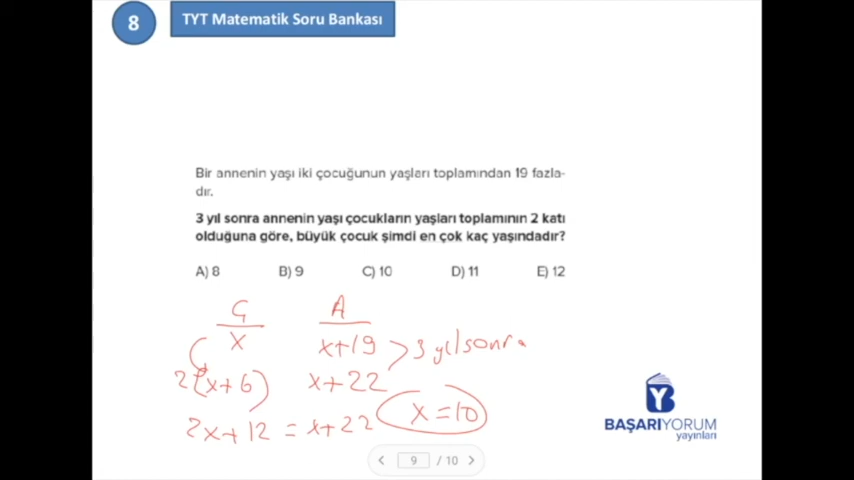 8
TYT Matematik Soru Bankası
Bir annenin yaşı iki çocuğunun yaşları toplamından 19 fazla-
dır.
3 yıl sonra annenin yaşı çocukların yaşları toplamının 2 katı
olduğuna göre, büyük çocuk şimdi en çok kaç yaşındadır?
A) 8 B) 9 C) 10 D) 11 E) 12
Ç A
x x+19 > 3 yıl sonra
2(x+6) x+22
2x+12 = x+22 x=10
BAŞARIYORUM
yayınları
< 9 / 10 >